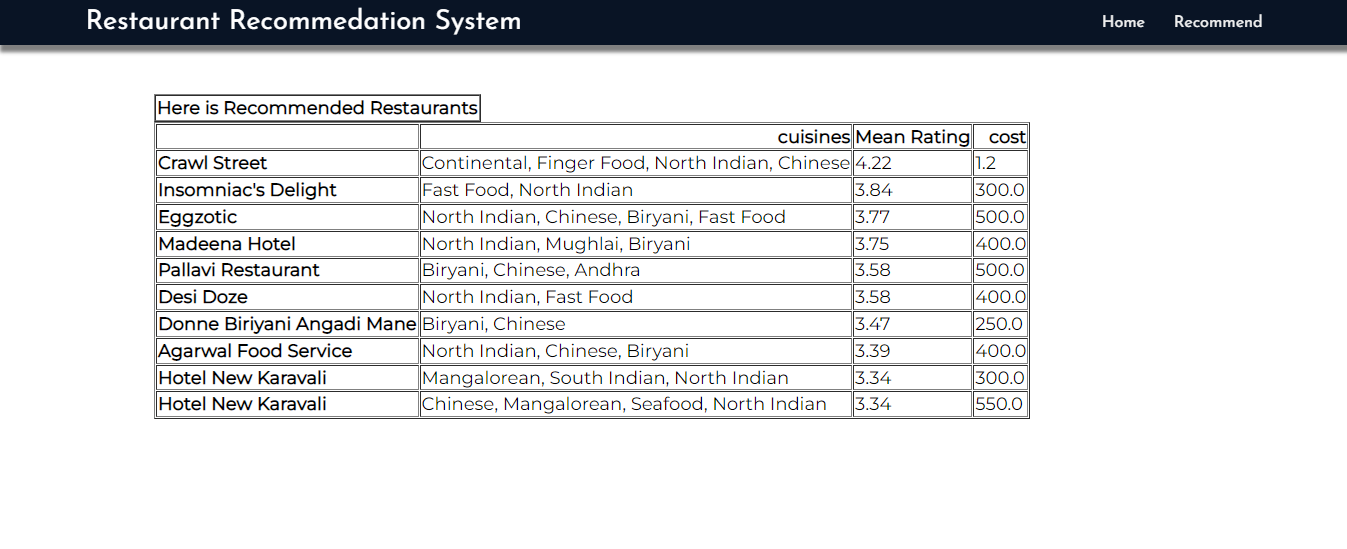 Restaurant Recommedation System Home Recommend
Here is Recommended Restaurants
cuisines Mean Rating cost
Crawl Street Continental, Finger Food, North Indian, Chinese 4.22 1.2
Insomniac's Delight Fast Food, North Indian 3.84 300.0
Eggzotic North Indian, Chinese, Biryani, Fast Food 3.77 500.0
Madeena Hotel North Indian, Mughlai, Biryani 3.75 400.0
Pallavi Restaurant Biryani, Chinese, Andhra 3.58 500.0
Desi Doze North Indian, Fast Food 3.58 400.0
Donne Biriyani Angadi Mane Biryani, Chinese 3.47 250.0
Agarwal Food Service North Indian, Chinese, Biryani 3.39 400.0
Hotel New Karavali Mangalorean, South Indian, North Indian 3.34 300.0
Hotel New Karavali Chinese, Mangalorean, Seafood, North Indian 3.34 550.0